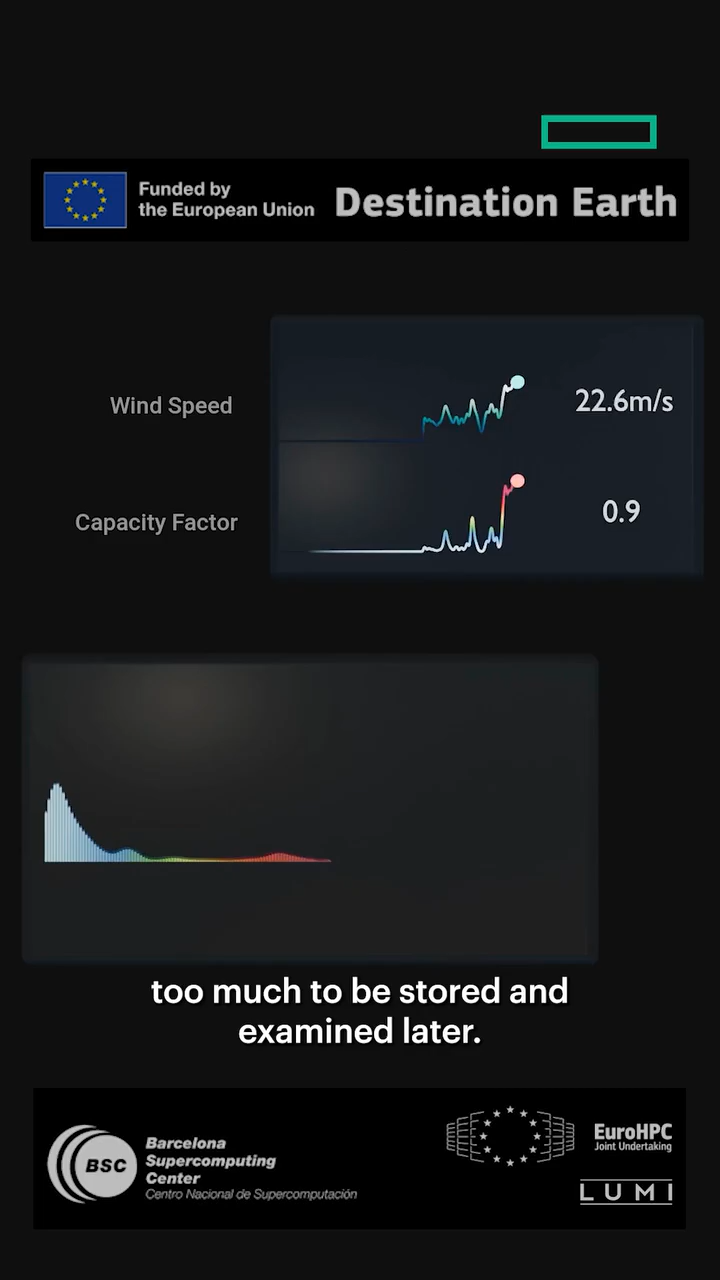 Funded by
the European Union
Destination Earth
Wind Speed
22.6m/s
Capacity Factor
0.9
too much to be stored and
examined later.
BSC
Barcelona
Supercomputing
Center
Centro Nacional de Supercomputación
EuroHPC
Joint Undertaking
LUMI